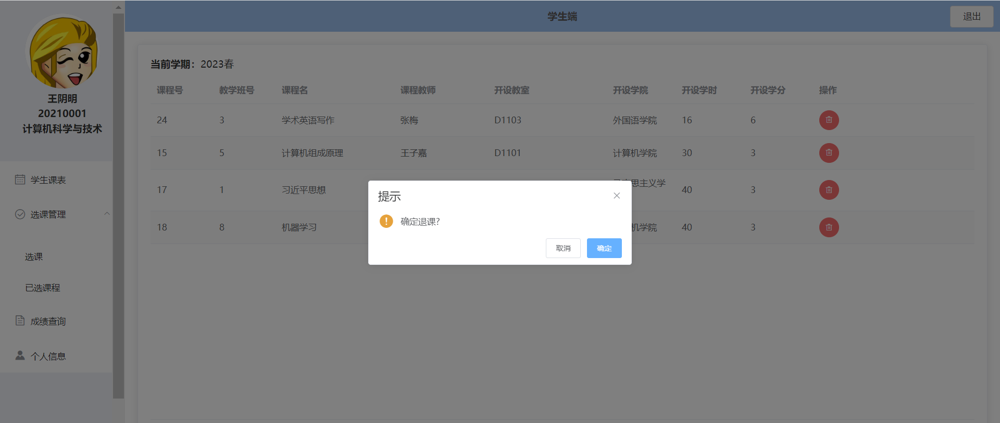 学生端
退出
王阴明
20210001
计算机科学与技术
学生课表
选课管理
选课
已选课程
成绩查询
个人信息
当前学期：2023春
课程号 教学班号 课程名 课程教师 开设教室 开设学院 开设学时 开设学分 操作
24 3 学术英语写作 张梅 D1103 外国语学院 16 6
15 5 计算机组成原理 王子嘉 D1101 计算机学院 30 3
17 1 习近平思想 思主义学 40 3
18 8 机器学习 机学院 40 3
提示
确定退课?
取消 确定